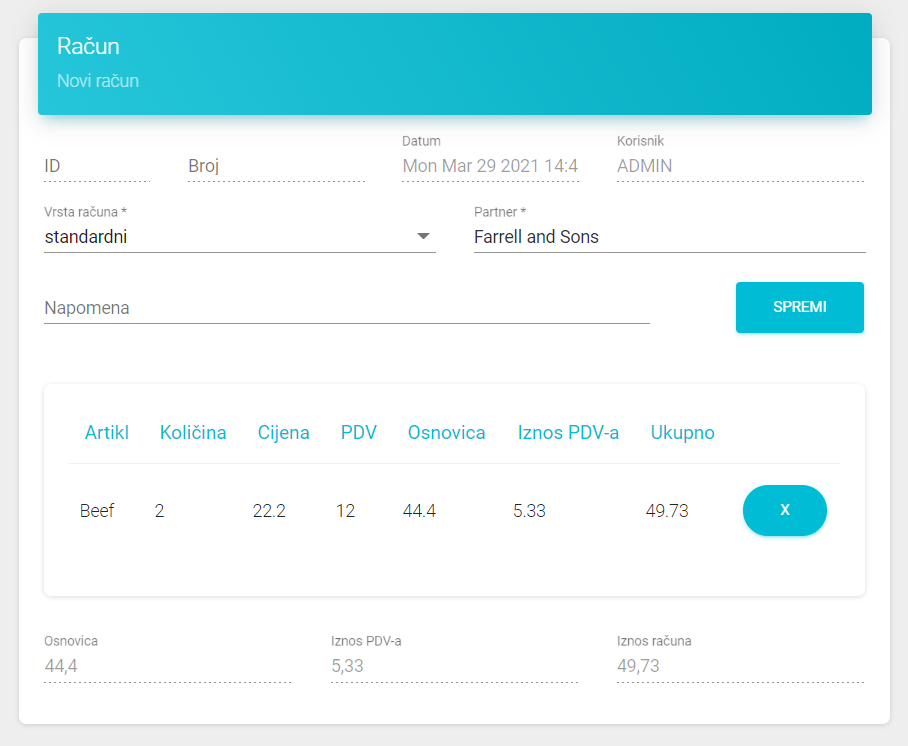 Račun
Novi račun
Datum Korisnik
ID Broj Mon Mar 29 2021 14:4 ADMIN
Vrsta računa * Partner *
standardni Farrell and Sons
Napomena SPREMI
Artikl Količina Cijena PDV Osnovica Iznos PDV-a Ukupno
Beef 2 22.2 12 44.4 5.33 49.73 X
Osnovica Iznos PDV-a Iznos računa
44,4 5,33 49,73